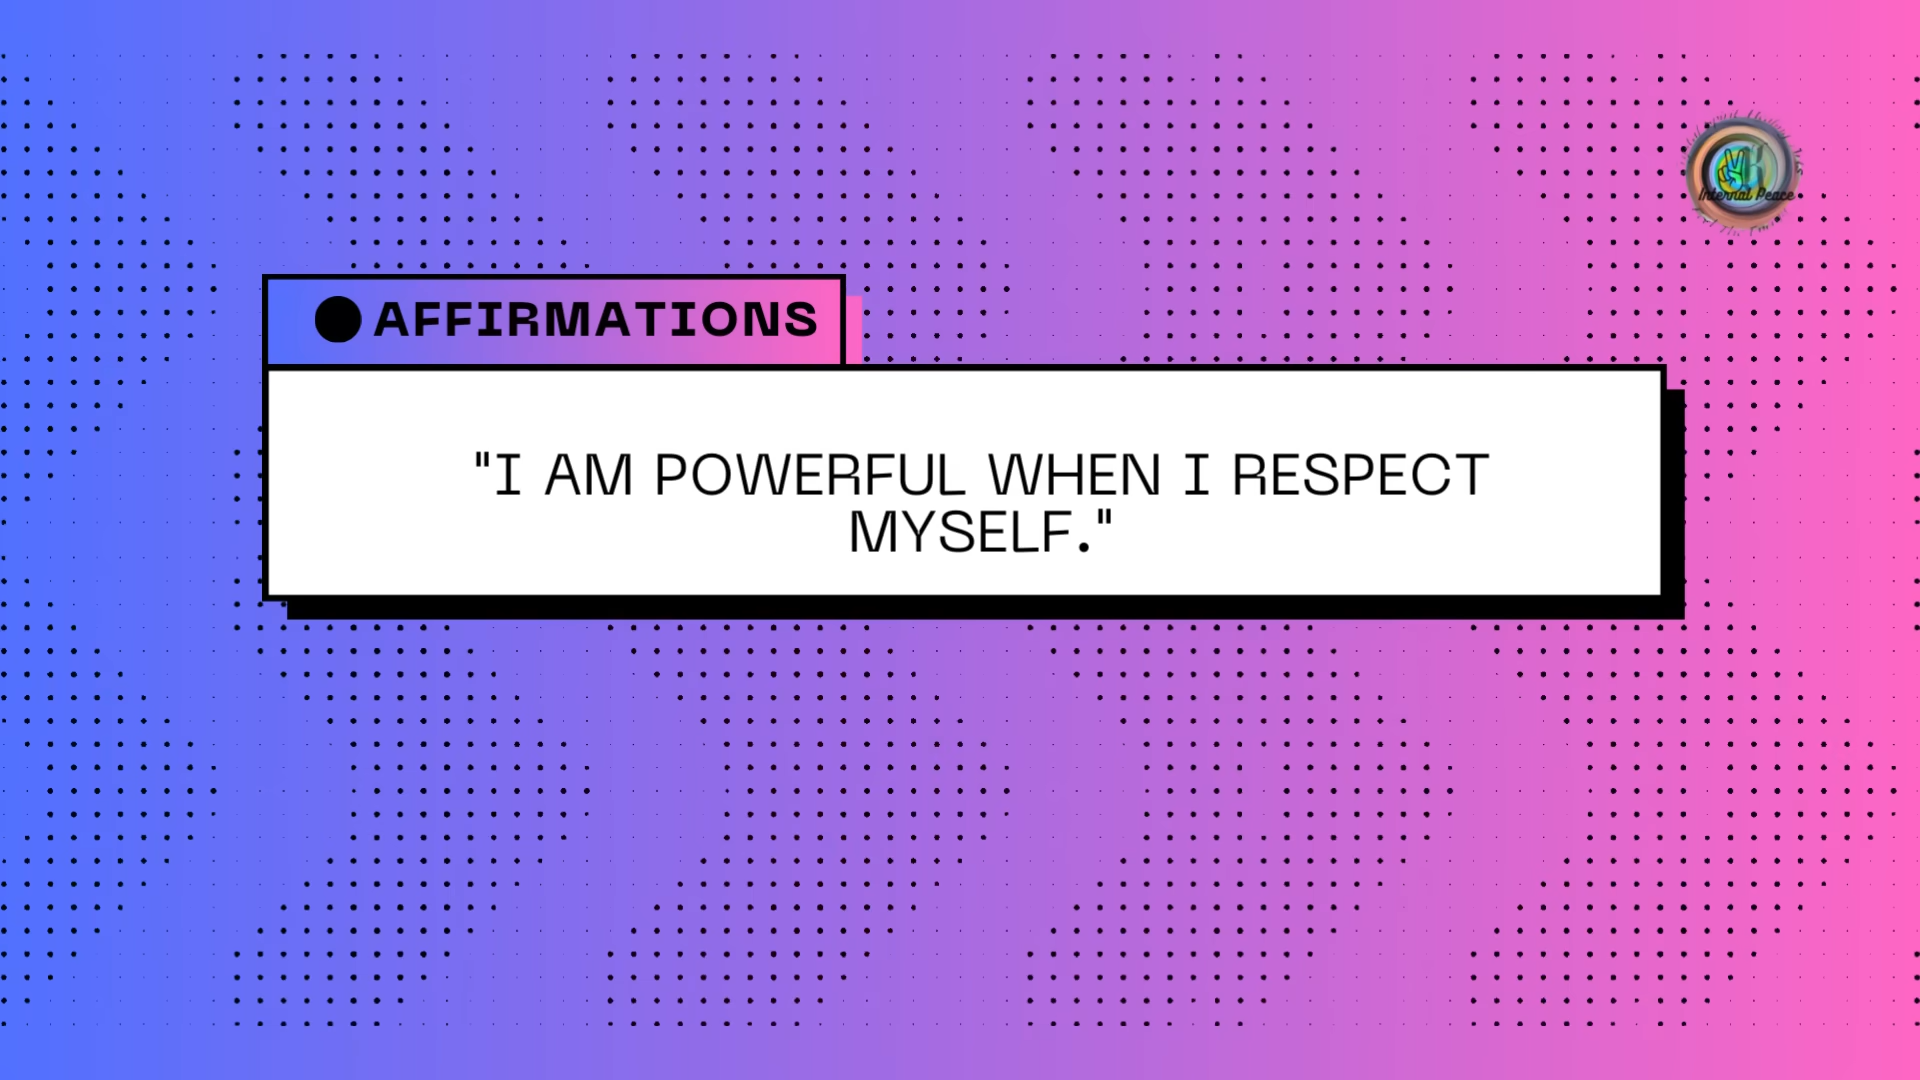 AFFIRMATIONS
"I AM POWERFUL WHEN I RESPECT
MYSELF."
Internal Peace